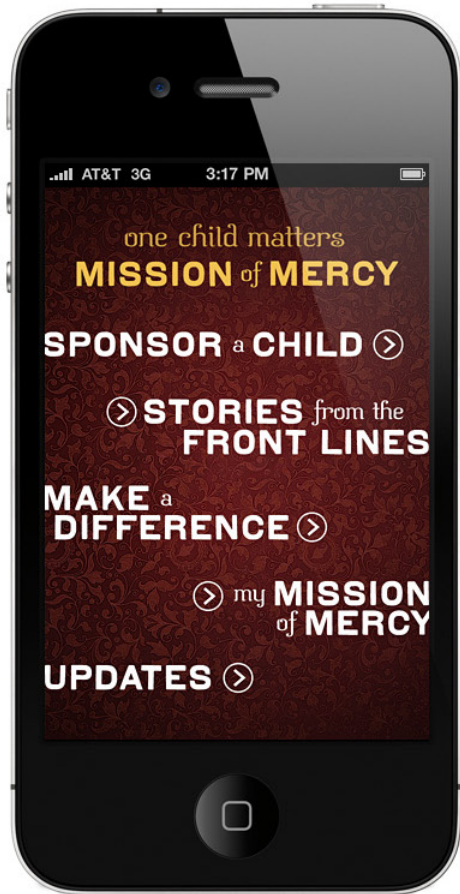 AT&T 3G 3:17 PM
one child matters
MISSION of MERCY
SPONSOR a CHILD
STORIES from the
FRONT LINES
MAKE a
DIFFERENCE
my MISSION
of MERCY
UPDATES